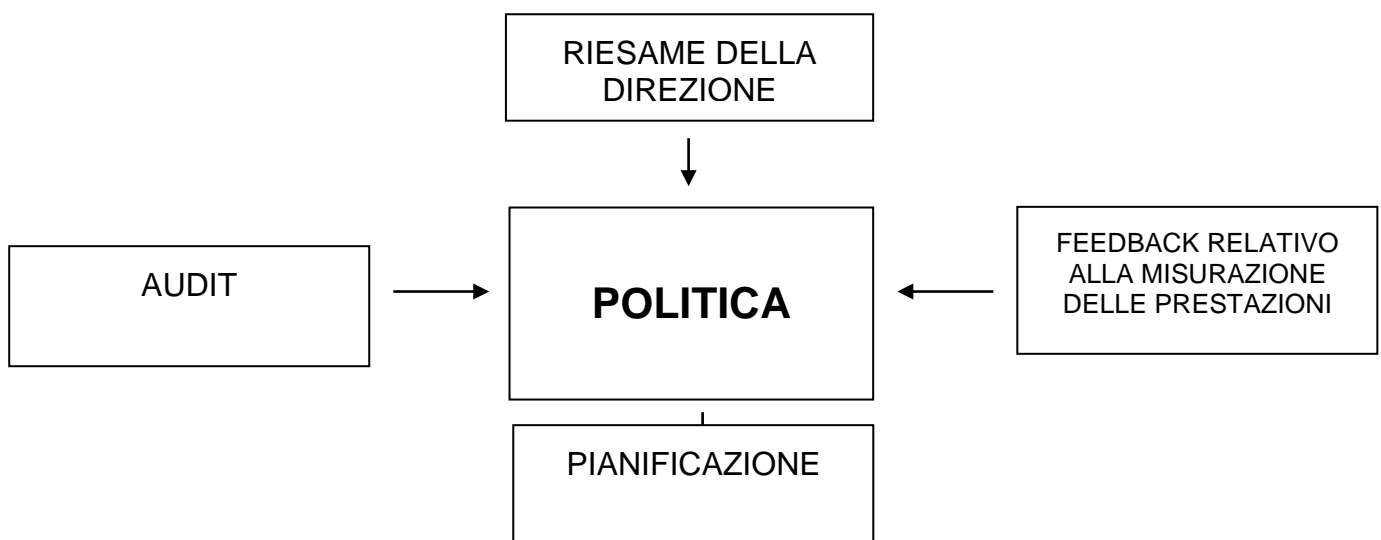 RIESAME DELLA
DIREZIONE
AUDIT
POLITICA
FEEDBACK RELATIVO
ALLA MISURAZIONE
DELLE PRESTAZIONI
PIANIFICAZIONE